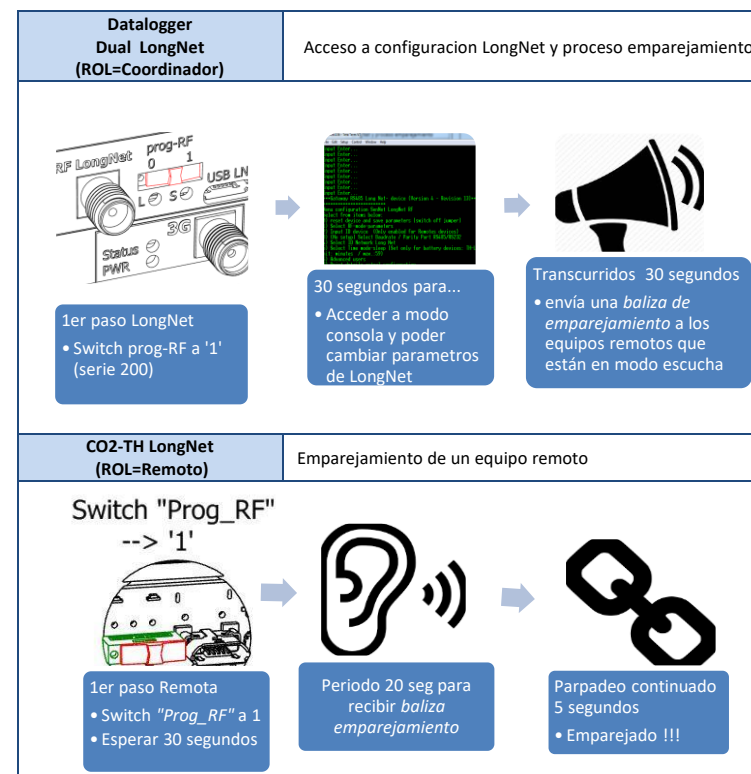 Datalogger
Dual LongNet
(ROL=Coordinador)
Acceso a configuracion LongNet y proceso emparejamiento
RF LongNet
prog-RF
0 1
USB LN
L S
3G
Status
PWR
1er paso LongNet
• Switch prog-RF a '1'
(serie 200)
30 segundos para...
• Acceder a modo
consola y poder
cambiar parametros
de LongNet
Transcurridos 30 segundos
• envía una baliza de
emparejamiento a los
equipos remotos que
están en modo escucha
CO2-TH LongNet
(ROL=Remoto)
Emparejamiento de un equipo remoto
Switch "Prog_RF"
--> '1'
1er paso Remota
• Switch "Prog_RF" a 1
• Esperar 30 segundos
Periodo 20 seg para
recibir baliza
emparejamiento
Parpadeo continuado
5 segundos
• Emparejado !!!